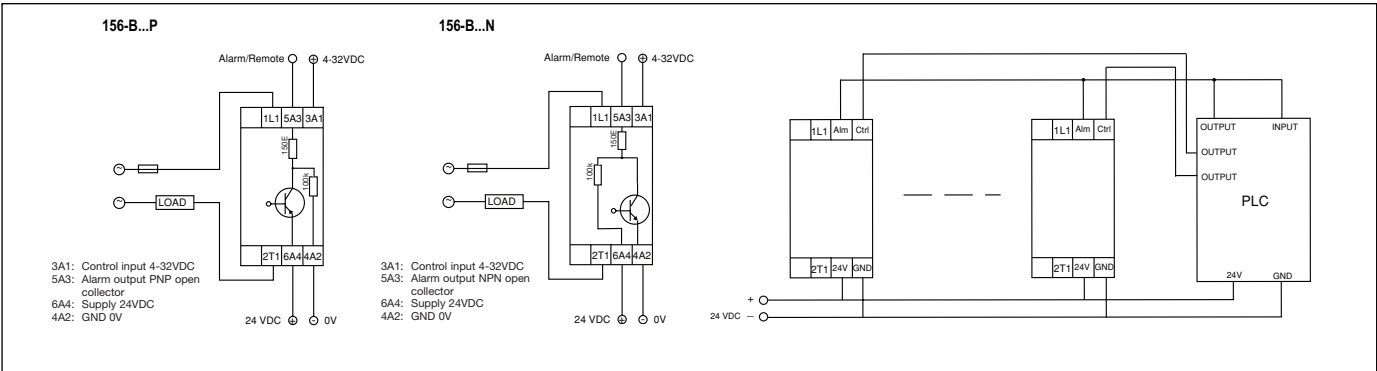 156-B...P
Alarm/Remote
4-32VDC
1L1 5A3 3A1
150E
100k
~
~
LOAD
2T1 6A4 4A2
3A1: Control input 4-32VDC
5A3: Alarm output PNP open
collector
6A4: Supply 24VDC
4A2: GND 0V
24 VDC + - 0V
156-B...N
Alarm/Remote
4-32VDC
1L1 5A3 3A1
150E
100k
~
~
LOAD
2T1 6A4 4A2
3A1: Control input 4-32VDC
5A3: Alarm output NPN open
collector
6A4: Supply 24VDC
4A2: GND 0V
24 VDC + - 0V
1L1 Alm Ctrl
2T1 24V GND
1L1 Alm Ctrl
2T1 24V GND
OUTPUT INPUT
OUTPUT
OUTPUT
PLC
24V GND
+
24 VDC –